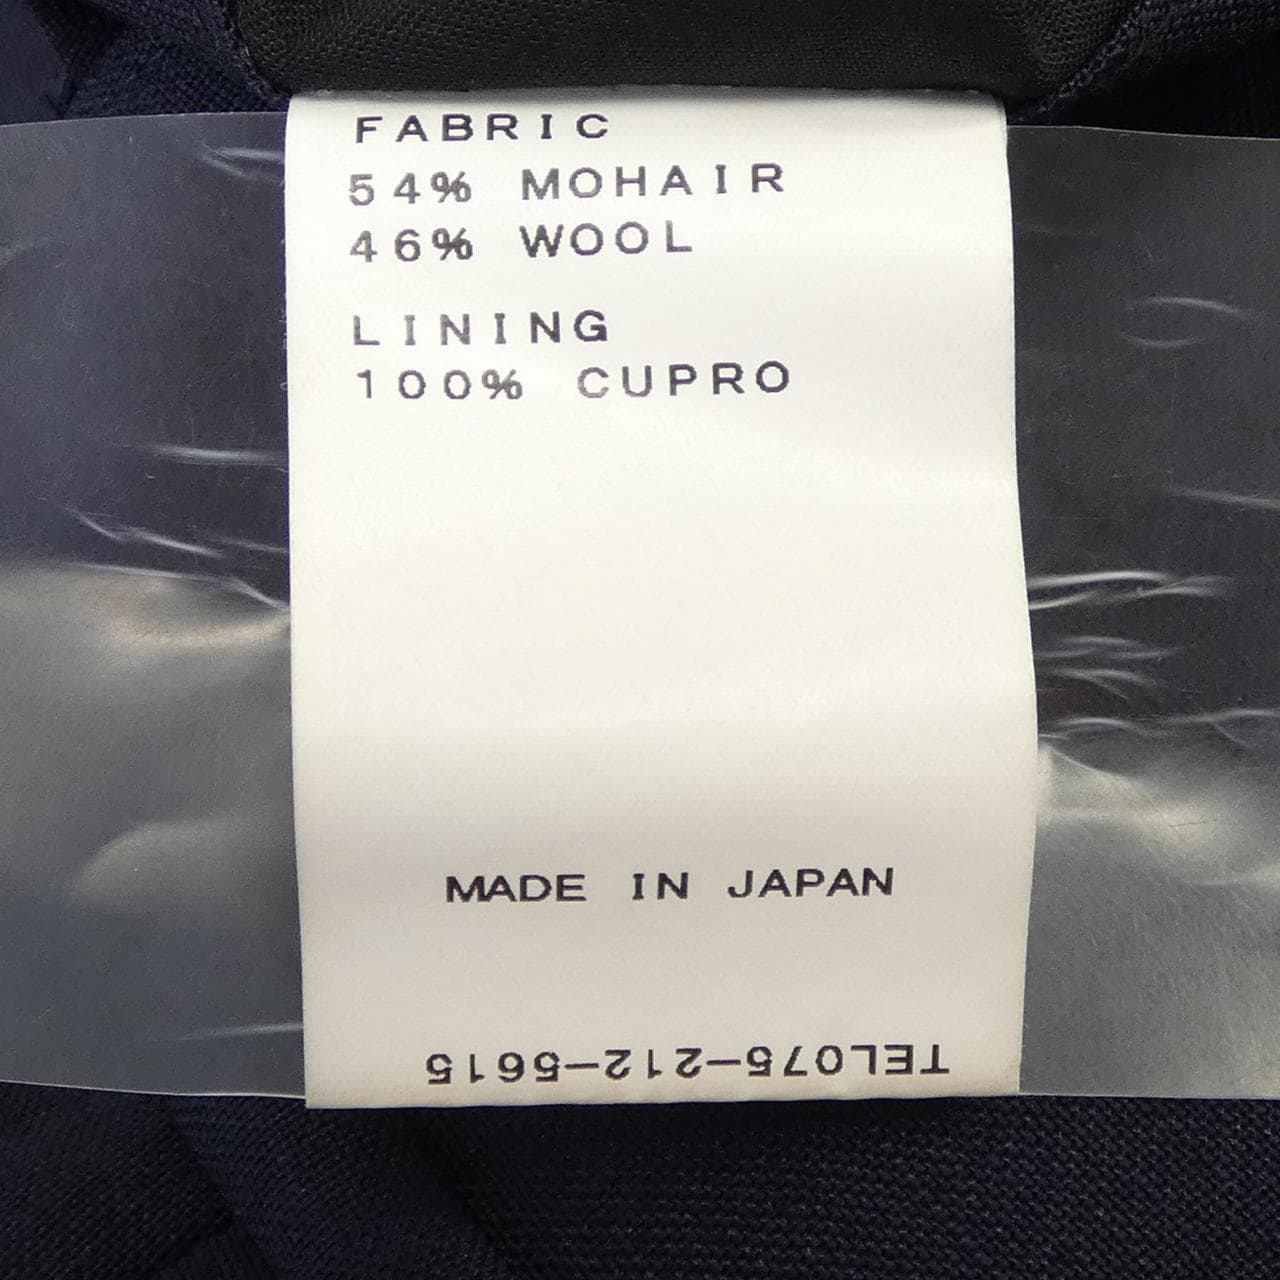 FABRIC
54% MOHAIR
46% WOOL
LINING
100% CUPRO
MADE IN JAPAN
TEL075-212-5615